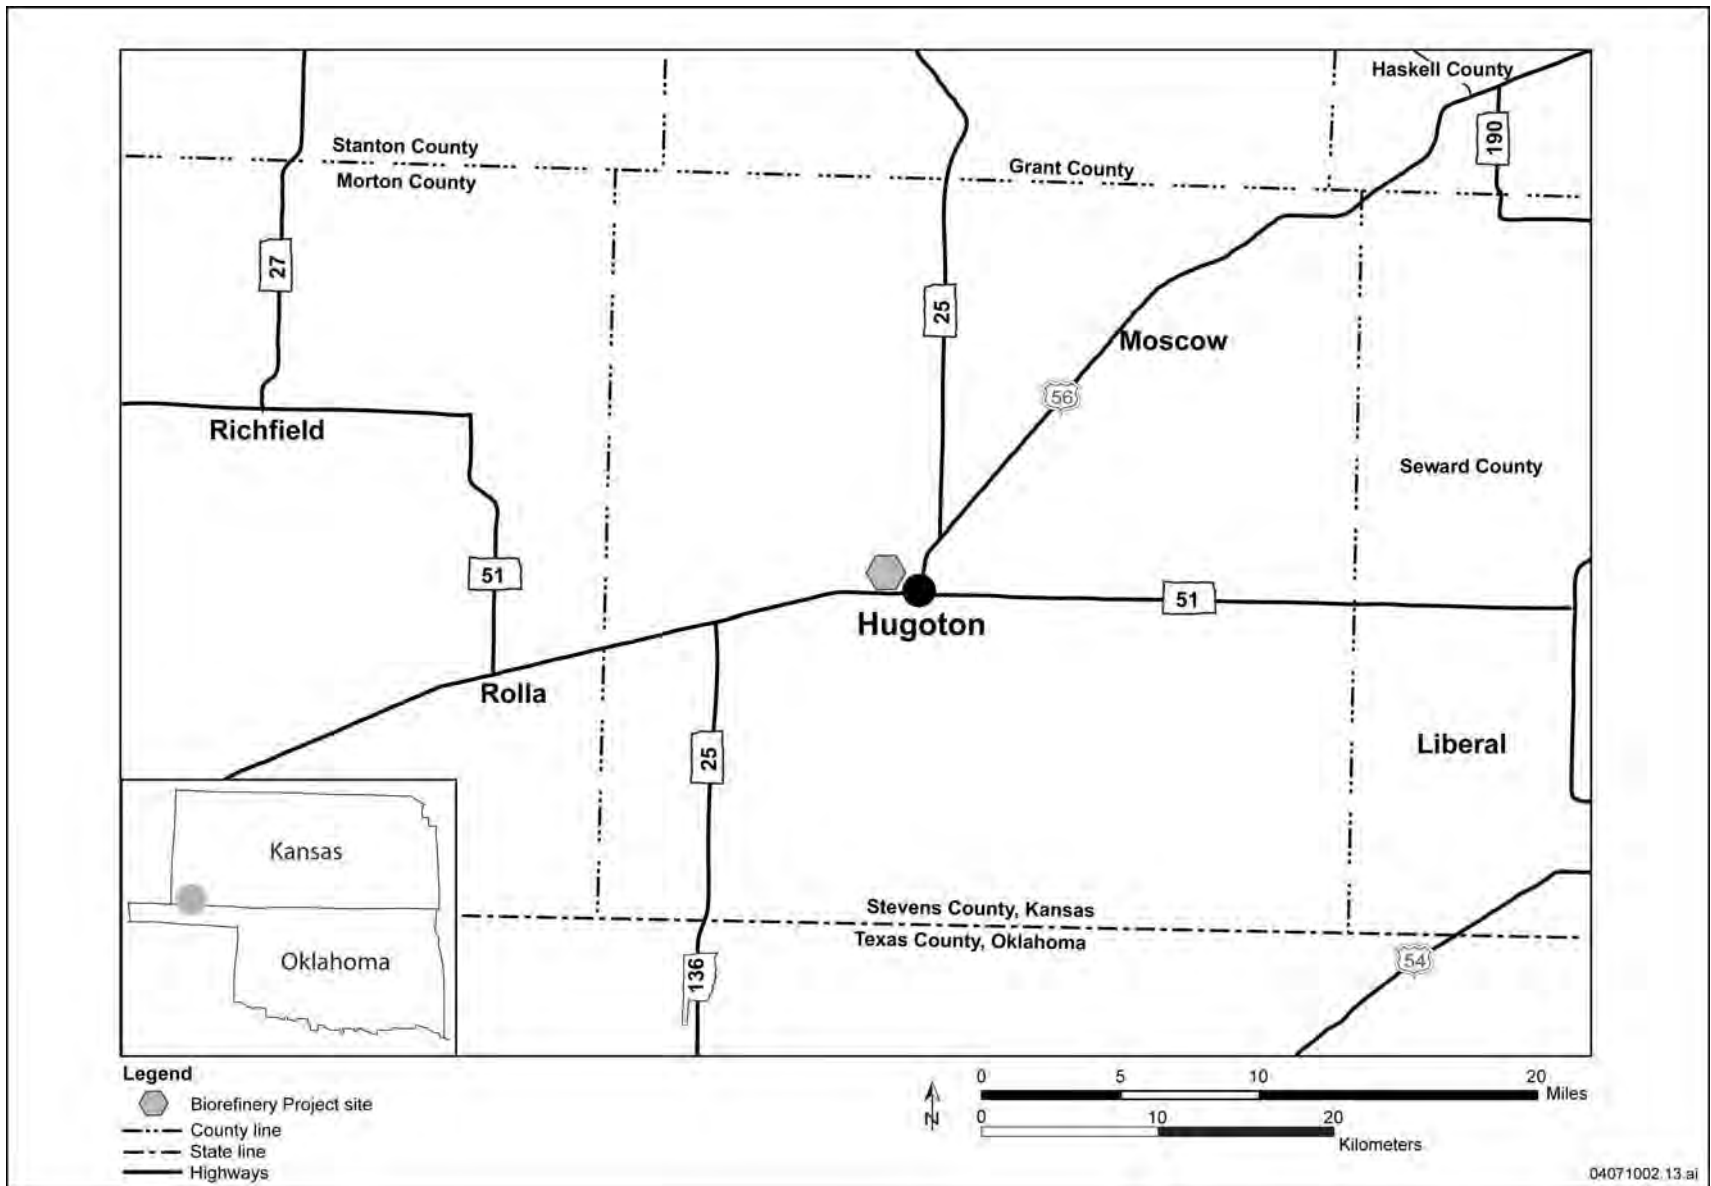 Haskell County
190
Stanton County
Morton County
Grant County
27
25
Moscow
56
Richfield
Seward County
51
51
Hugoton
Rolla
25
Liberal
Kansas
Oklahoma
Stevens County, Kansas
Texas County, Oklahoma
136
54
Legend
Biorefinery Project site
County line
State line
Highways
N
0 5 10 20
Miles
0 10 20
Kilometers
04071002.13.ai